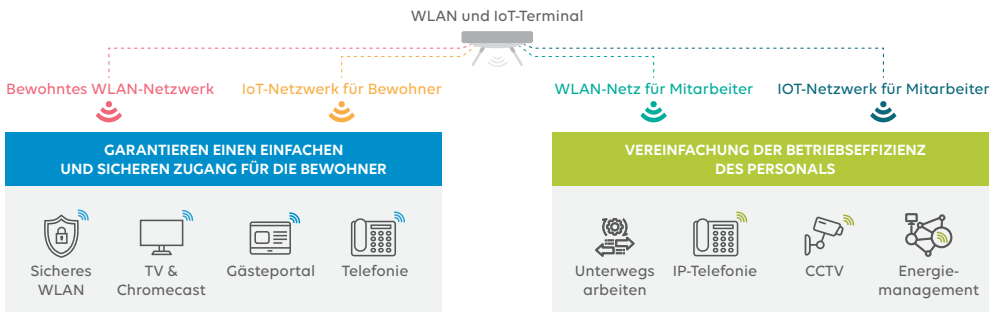 WLAN und IoT-Terminal
Bewohntes WLAN-Netzwerk
IoT-Netzwerk für Bewohner
WLAN-Netz für Mitarbeiter
IOT-Netzwerk für Mitarbeiter
GARANTIEREN EINEN EINFACHEN
UND SICHEREN ZUGANG FÜR DIE BEWOHNER
Sicheres
WLAN
TV &
Chromecast
Gästeportal
Telefonie
VEREINFACHUNG DER BETRIEBSEFFIZIENZ
DES PERSONALS
Unterwegs
arbeiten
IP-Telefonie
CCTV
Energie-
management